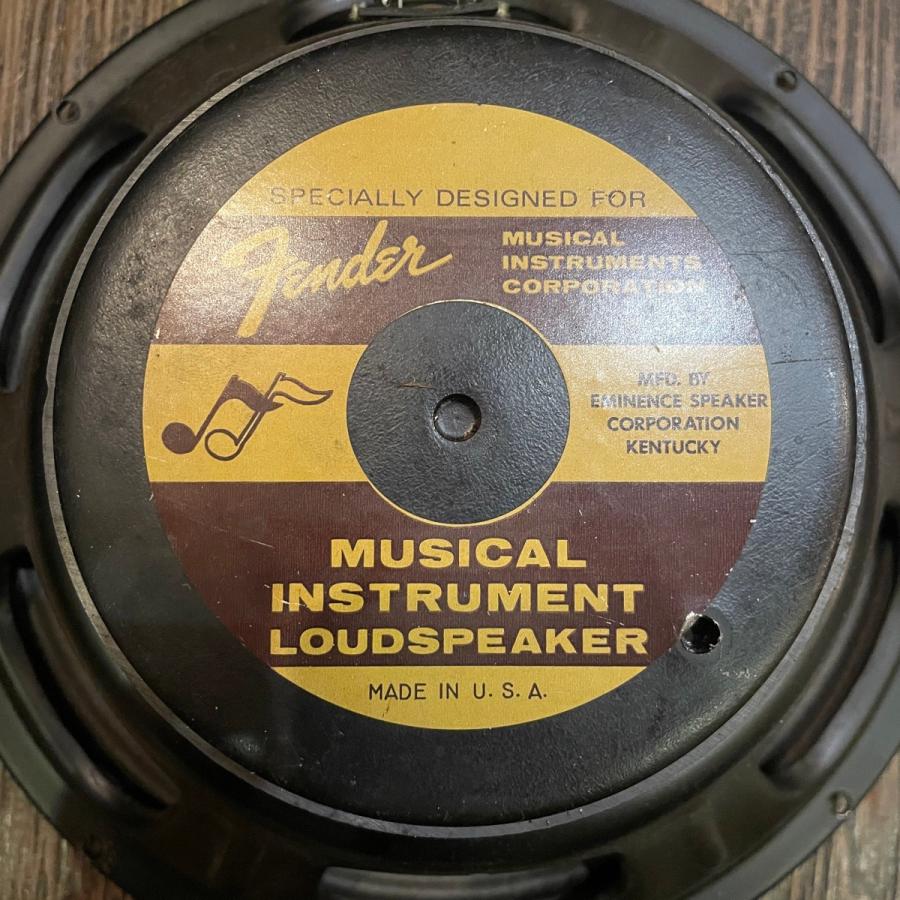 SPECIALLY DESIGNED FOR
Fender
MUSICAL
INSTRUMENTS
CORPORATION
MFD. BY
EMINENCE SPEAKER
CORPORATION
KENTUCKY
MUSICAL
INSTRUMENT
LOUDSPEAKER
MADE IN U. S. A.